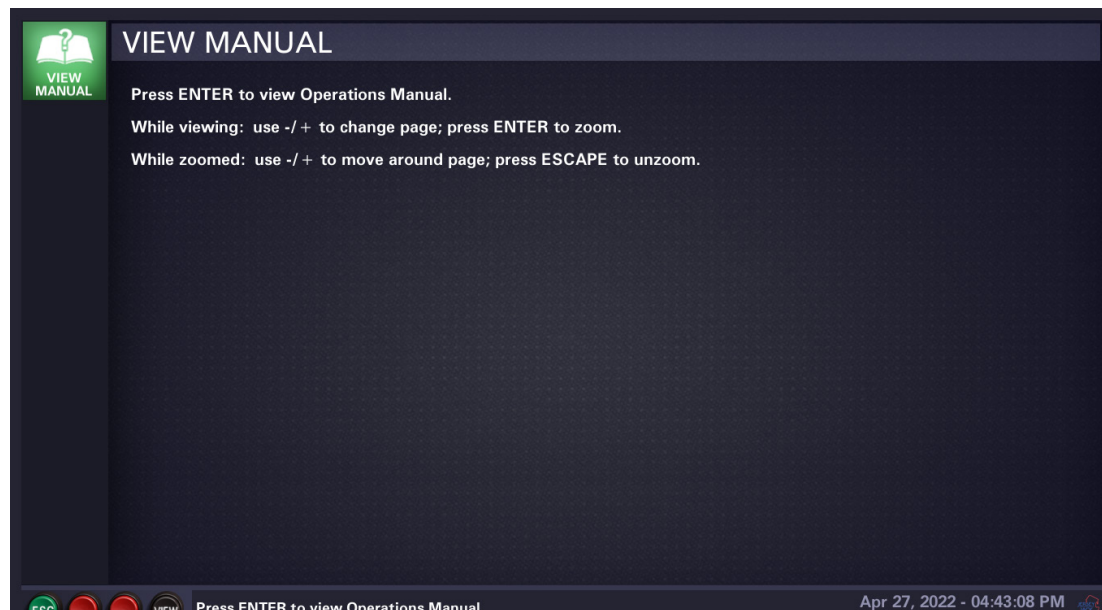 VIEW MANUAL
VIEW
MANUAL
Press ENTER to view Operations Manual.
While viewing: use -/+ to change page; press ENTER to zoom.
While zoomed: use -/+ to move around page; press ESCAPE to unzoom.
ESC
VIEW
Press ENTER to view Operations Manual
Apr 27, 2022 - 04:43:08 PM